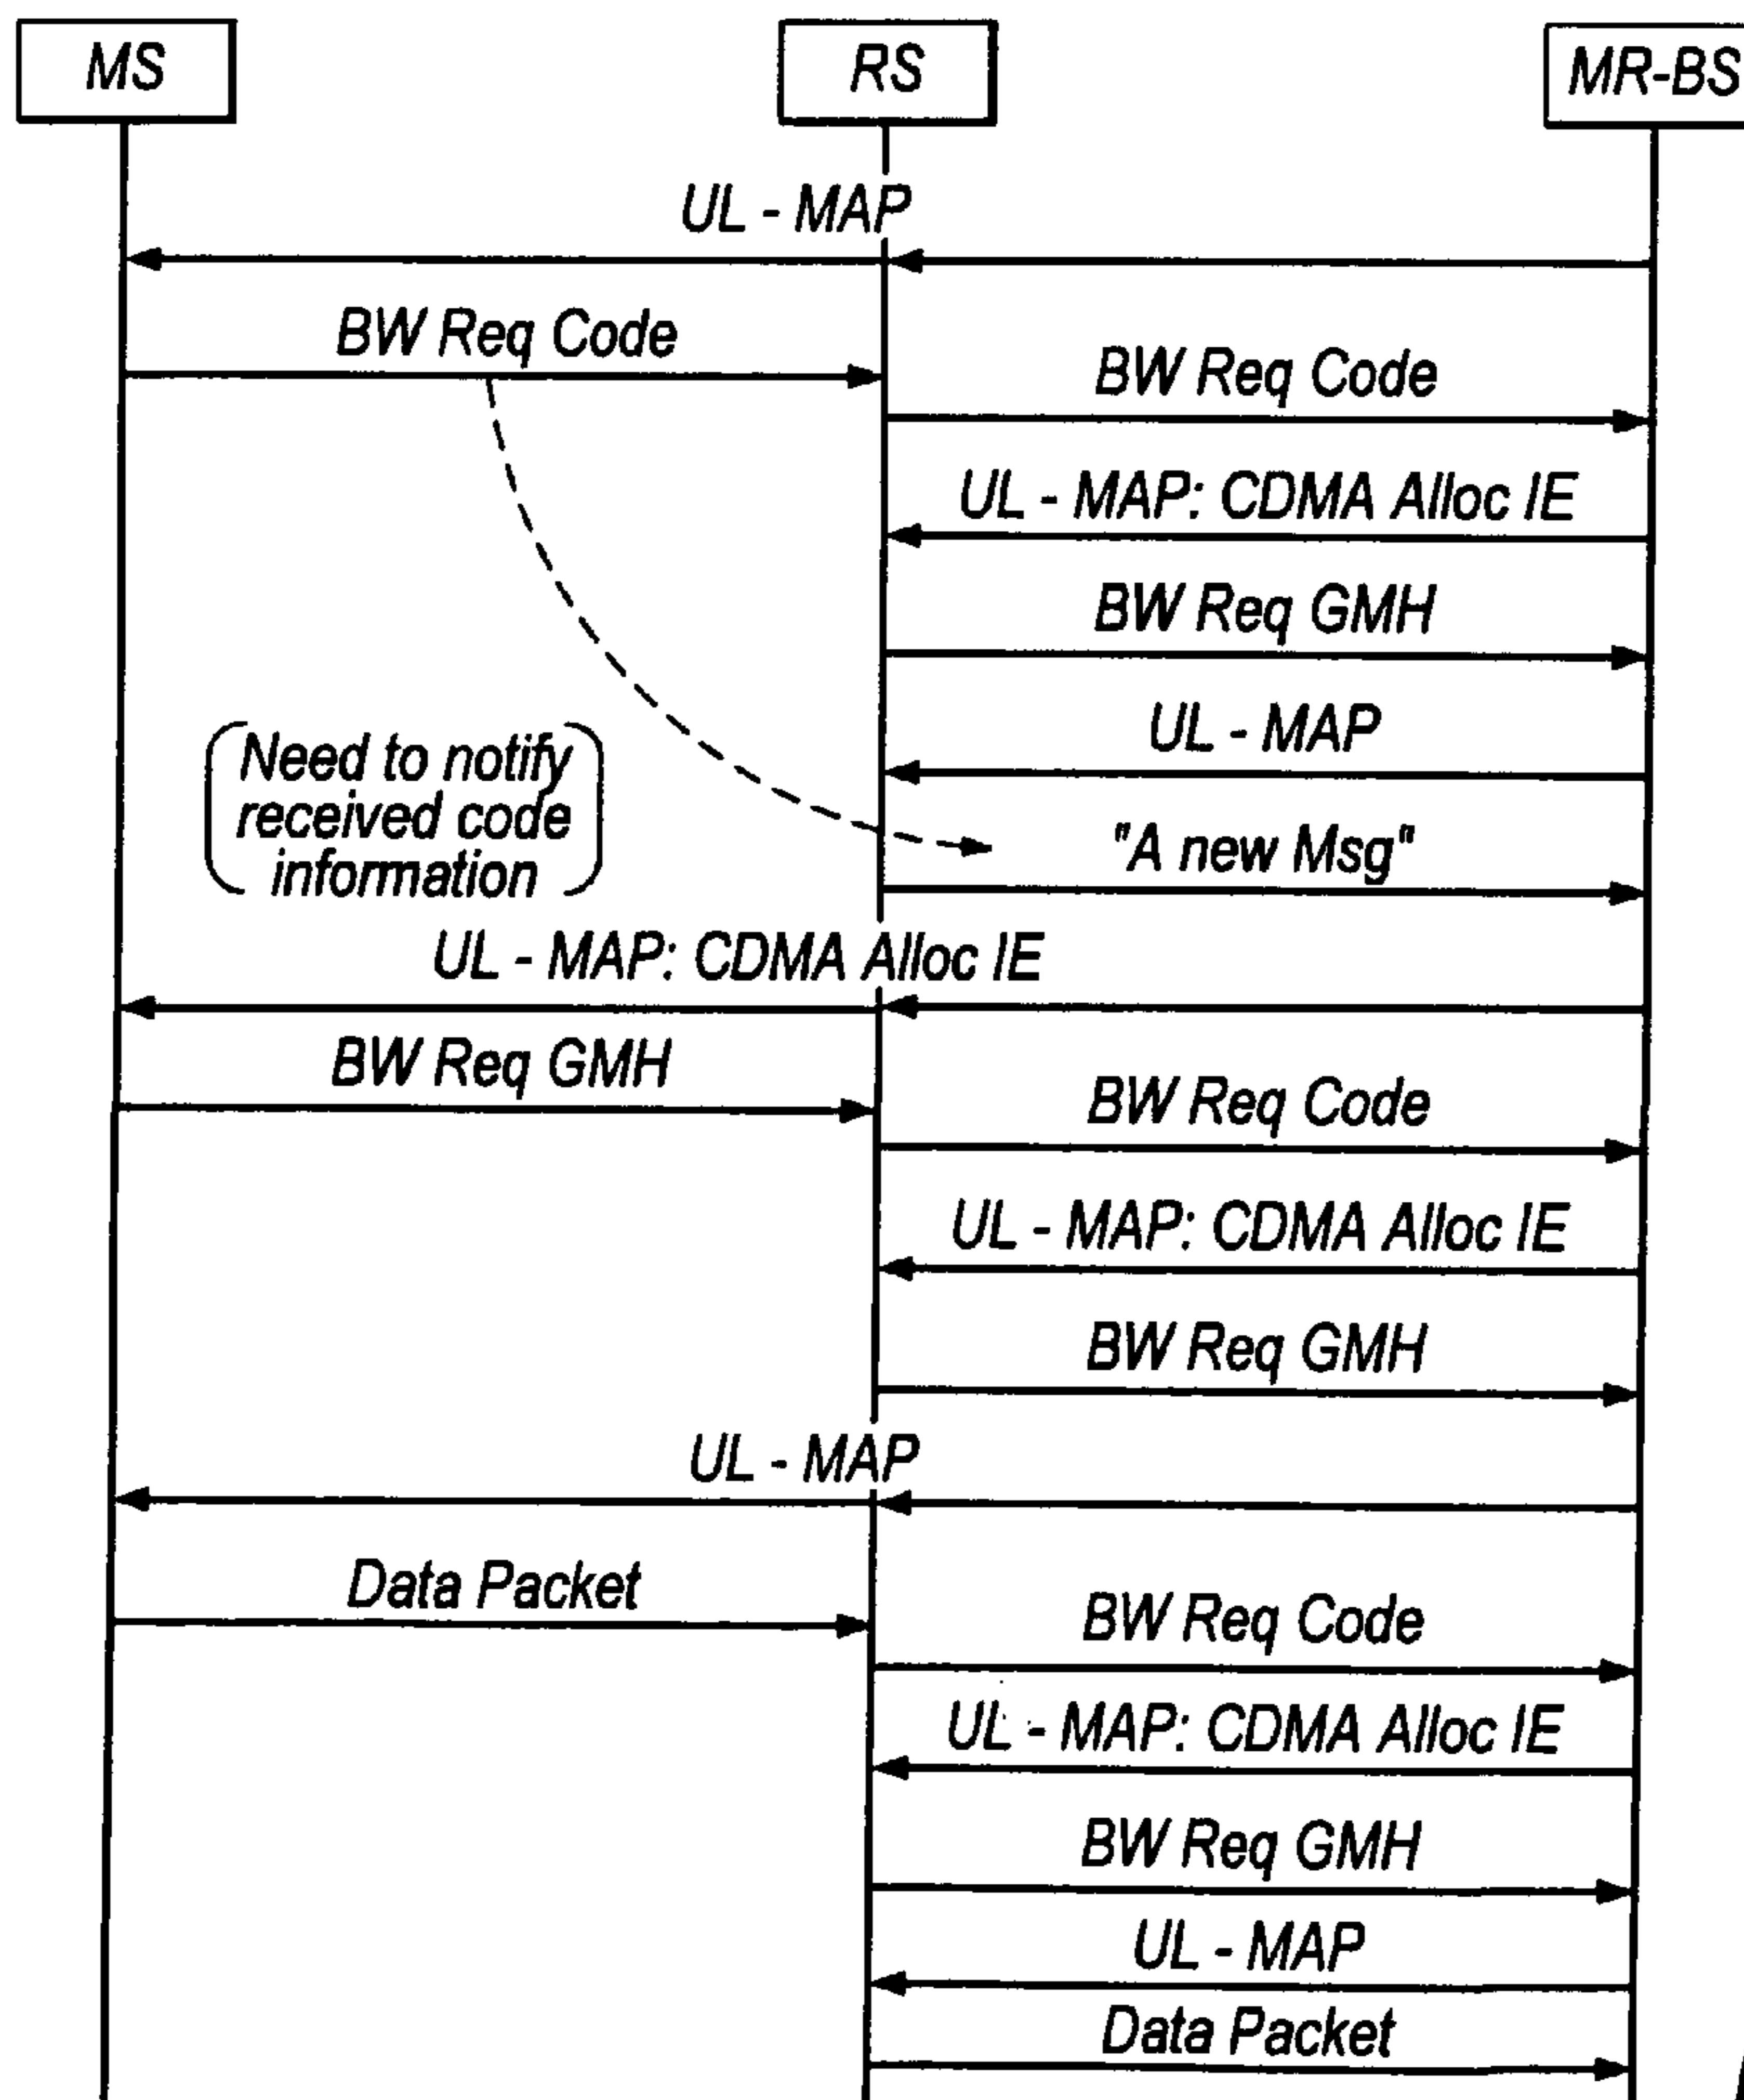 MS
RS
MR-BS
UL - MAP
BW Req Code
BW Req Code
UL - MAP: CDMA Alloc IE
BW Req GMH
UL - MAP
Need to notify
received code
information
"A new Msg"
UL - MAP: CDMA Alloc IE
BW Req GMH
BW Req Code
UL - MAP: CDMA Alloc IE
BW Req GMH
UL - MAP
Data Packet
BW Req Code
UL - MAP: CDMA Alloc IE
BW Req GMH
UL - MAP
Data Packet